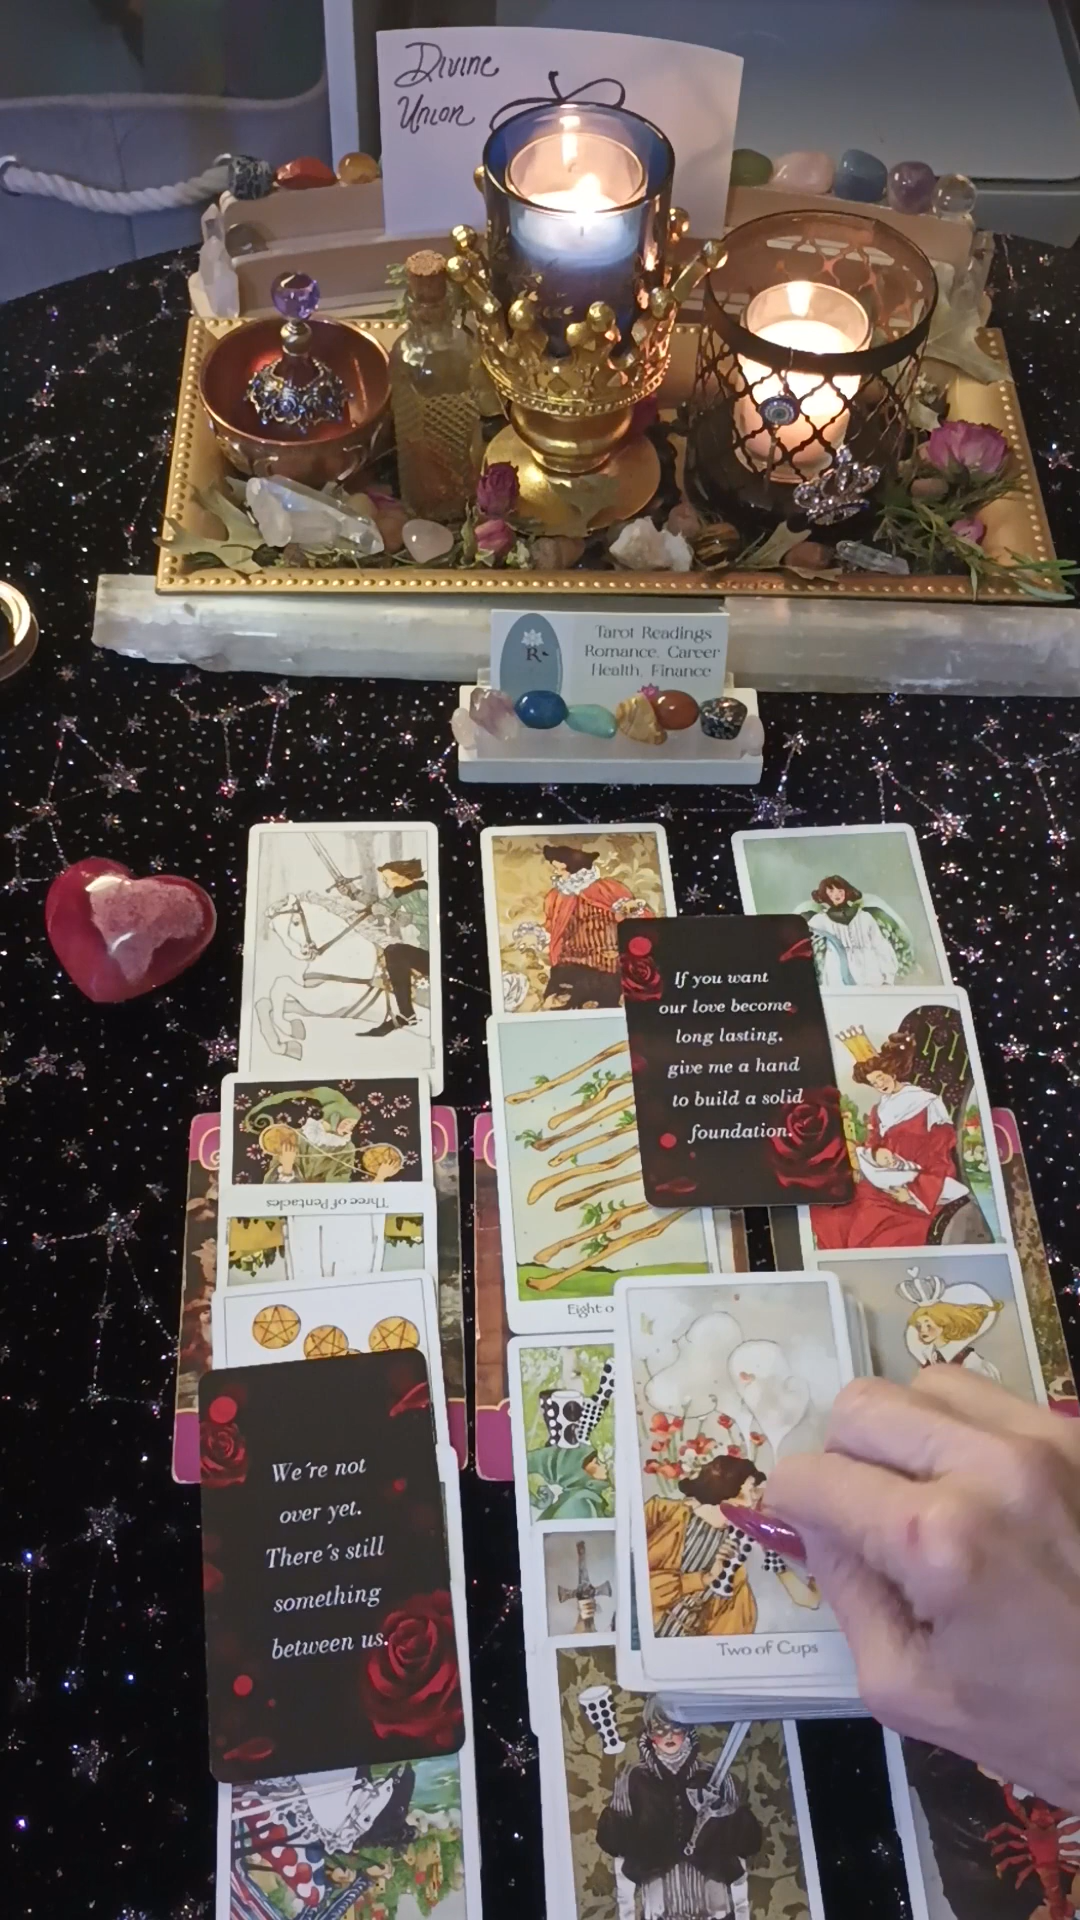 Divine
Union
R
Tarot Readings
Romance, Career
Health, Finance
If you want
our love become
long lasting,
give me a hand
to build a solid
foundation.
Three of Pentacles
Eight o
We're not
over yet.
There's still
something
between us.
Two of Cups